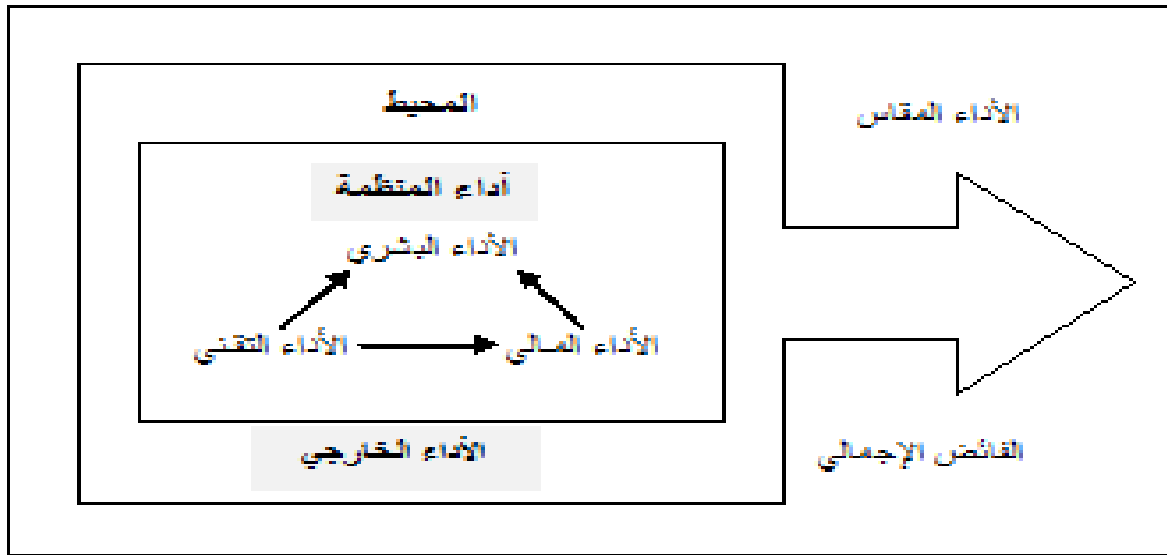 المحيط
الأداء المقاس
أداء المنظمة
الأداء البشري
الأداء المالي
الأداء التقني
الأداء الخارجي
الفائض الإجمالي